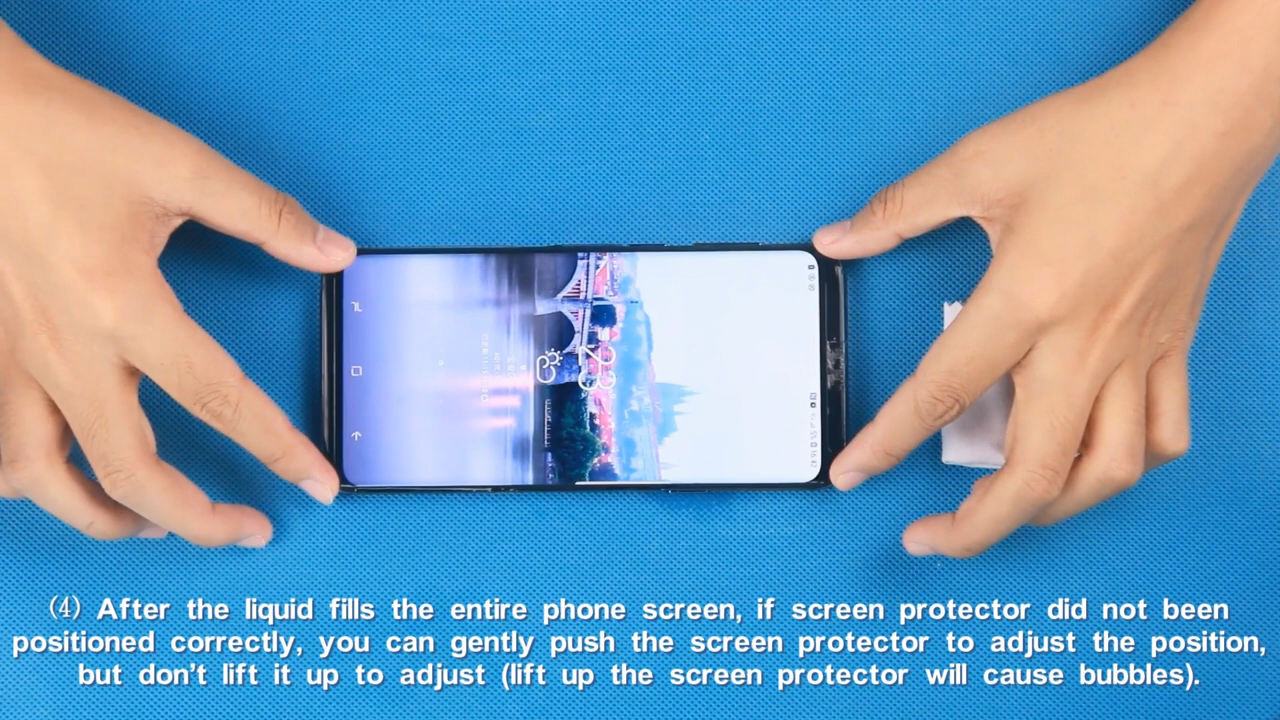 (4) After the liquid fills the entire phone screen, if screen protector did not been
positioned correctly, you can gently push the screen protector to adjust the position,
but don't lift it up to adjust (lift up the screen protector will cause bubbles).